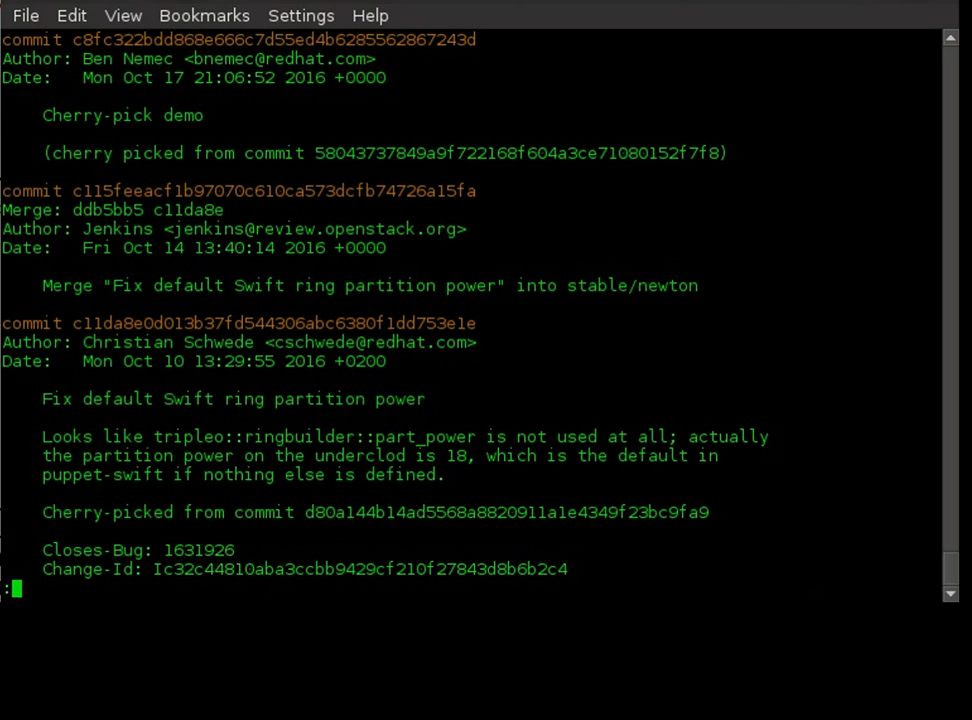 File Edit View Bookmarks Settings Help
commit c8fc322bdd868e666c7d55ed4b6285562867243d
Author: Ben Nemec <bnemec@redhat.com>
Date:   Mon Oct 17 21:06:52 2016 +0000
Cherry-pick demo
(cherry picked from commit 58043737849a9f722168f604a3ce71080152f7f8)
commit c115feeacf1b97070c610ca573dcfb74726a15fa
Merge: ddb5bb5 c11da8e
Author: Jenkins <jenkins@review.openstack.org>
Date:   Fri Oct 14 13:40:14 2016 +0000
Merge "Fix default Swift ring partition power" into stable/newton
commit c11da8e0d013b37fd544306abc6380f1dd753e1e
Author: Christian Schwede <cschwede@redhat.com>
Date:   Mon Oct 10 13:29:55 2016 +0200
Fix default Swift ring partition power
Looks like tripleo::ringbuilder::part_power is not used at all; actually
the partition power on the underclod is 18, which is the default in
puppet-swift if nothing else is defined.
Cherry-picked from commit d80a144b14ad5568a8820911a1e4349f23bc9fa9
Closes-Bug: 1631926
Change-Id: Ic32c44810aba3ccbb9429cf210f27843d8b6b2c4
: